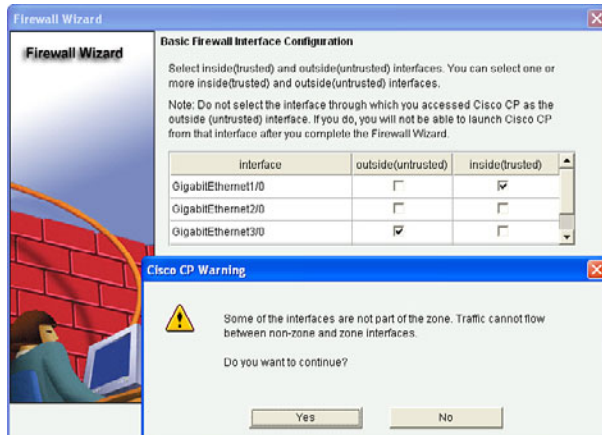 Firewall Wizard
Firewall Wizard
Basic Firewall Interface Configuration
Select inside(trusted) and outside(untrusted) interfaces. You can select one or
more inside(trusted) and outside(untrusted) interfaces.
Note: Do not select the interface through which you accessed Cisco CP as the
outside (untrusted) interface. If you do, you will not be able to launch Cisco CP
from that interface after you complete the Firewall Wizard.
interface outside(untrusted) inside(trusted)
GigabitEthernet1/0
GigabitEthernet2/0
GigabitEthernet3/0
Cisco CP Warning
Some of the interfaces are not part of the zone. Traffic cannot flow
between non-zone and zone interfaces.
Do you want to continue?
Yes No